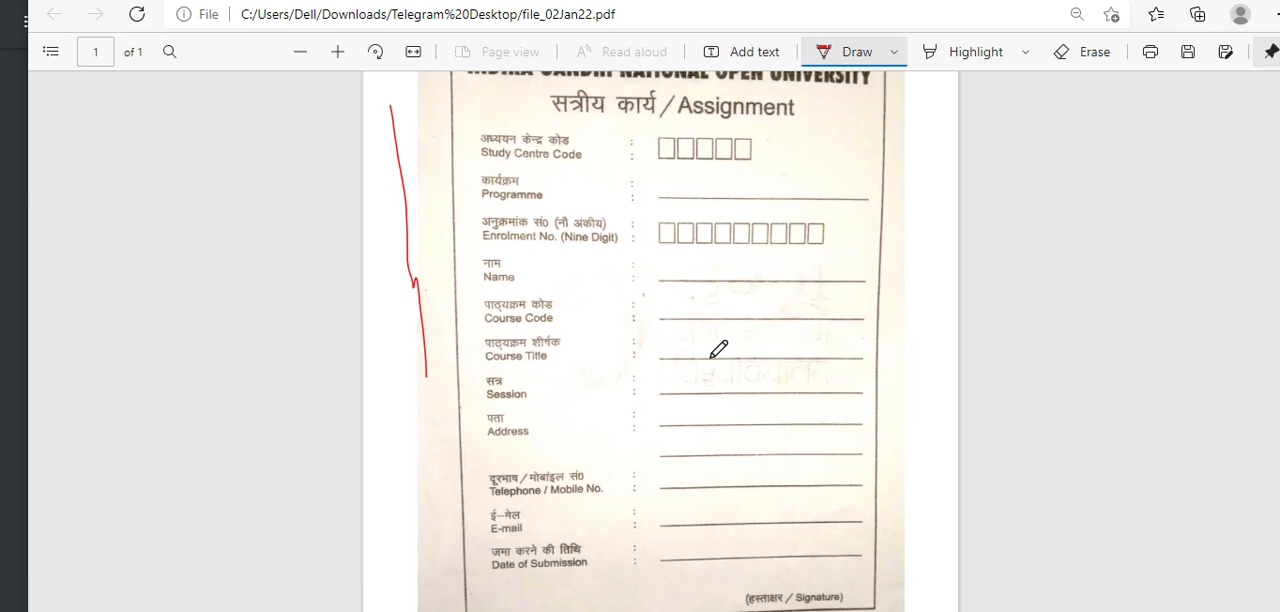 File
C:/Users/Dell/Downloads/Telegram%20Desktop/file_02Jan22.pdf
1 of 1
Page view
Read aloud
Add text
Draw
Highlight
Erase
INDIRA GANDHI NATIONAL OPEN UNIVERSITY
सत्रीय कार्य / Assignment
अध्ययन केन्द्र कोड :
Study Centre Code :
कार्यक्रम :
Programme :
अनुक्रमांक सं0 (नौ अंकीय) :
Enrolment No. (Nine Digit) :
नाम :
Name :
पाठ्यक्रम कोड :
Course Code :
पाठ्यक्रम शीर्षक :
Course Title :
सत्र :
Session :
पता :
Address :
दूरभाष / मोबांइल सं0 :
Telephone / Mobile No. :
ई-मेल :
E-mail :
जमा करने की तिथि :
Date of Submission :
(हस्ताक्षर / Signature)